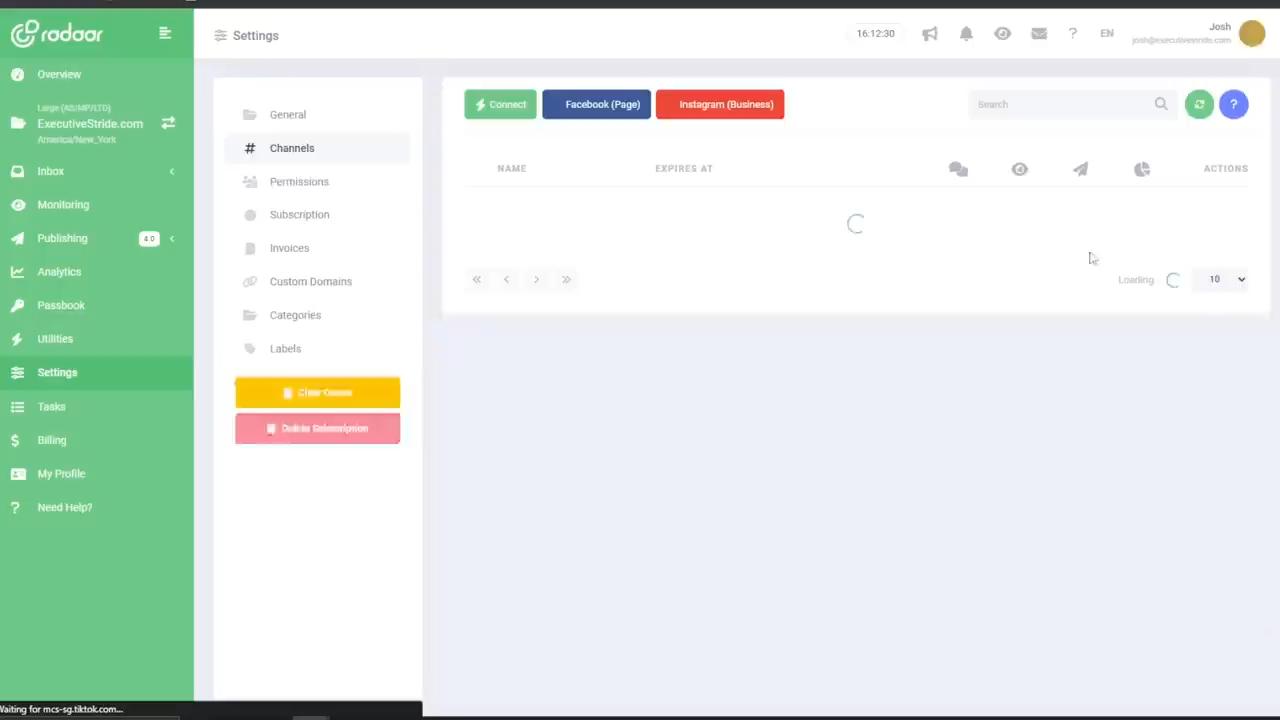 radaar
Settings
16:12:30
?
EN
Josh
josh@executivestride.com
Overview
Large (AS/MP/LTD)
ExecutiveStride.com
America/New_York
Inbox
Monitoring
Publishing
4.0
Analytics
Passbook
Utilities
Settings
Tasks
Billing
My Profile
Need Help?
General
Channels
Permissions
Subscription
Invoices
Custom Domains
Categories
Labels
Clear Queue
Delete Subscription
Connect
Facebook (Page)
Instagram (Business)
Search
?
NAME
EXPIRES AT
ACTIONS
Loading
10
Waiting for mcs-sg.tiktok.com...